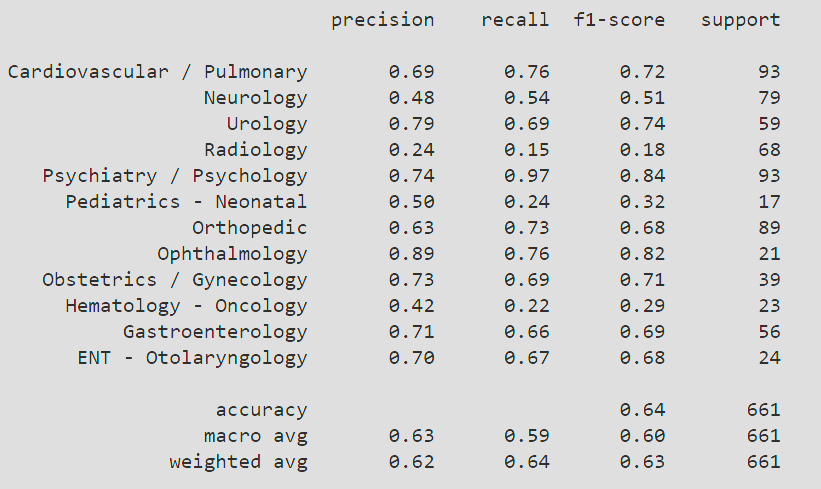 precision recall f1-score support
Cardiovascular / Pulmonary 0.69 0.76 0.72 93
Neurology 0.48 0.54 0.51 79
Urology 0.79 0.69 0.74 59
Radiology 0.24 0.15 0.18 68
Psychiatry / Psychology 0.74 0.97 0.84 93
Pediatrics - Neonatal 0.50 0.24 0.32 17
Orthopedic 0.63 0.73 0.68 89
Ophthalmology 0.89 0.76 0.82 21
Obstetrics / Gynecology 0.73 0.69 0.71 39
Hematology - Oncology 0.42 0.22 0.29 23
Gastroenterology 0.71 0.66 0.69 56
ENT - Otolaryngology 0.70 0.67 0.68 24
accuracy 0.64 661
macro avg 0.63 0.59 0.60 661
weighted avg 0.62 0.64 0.63 661